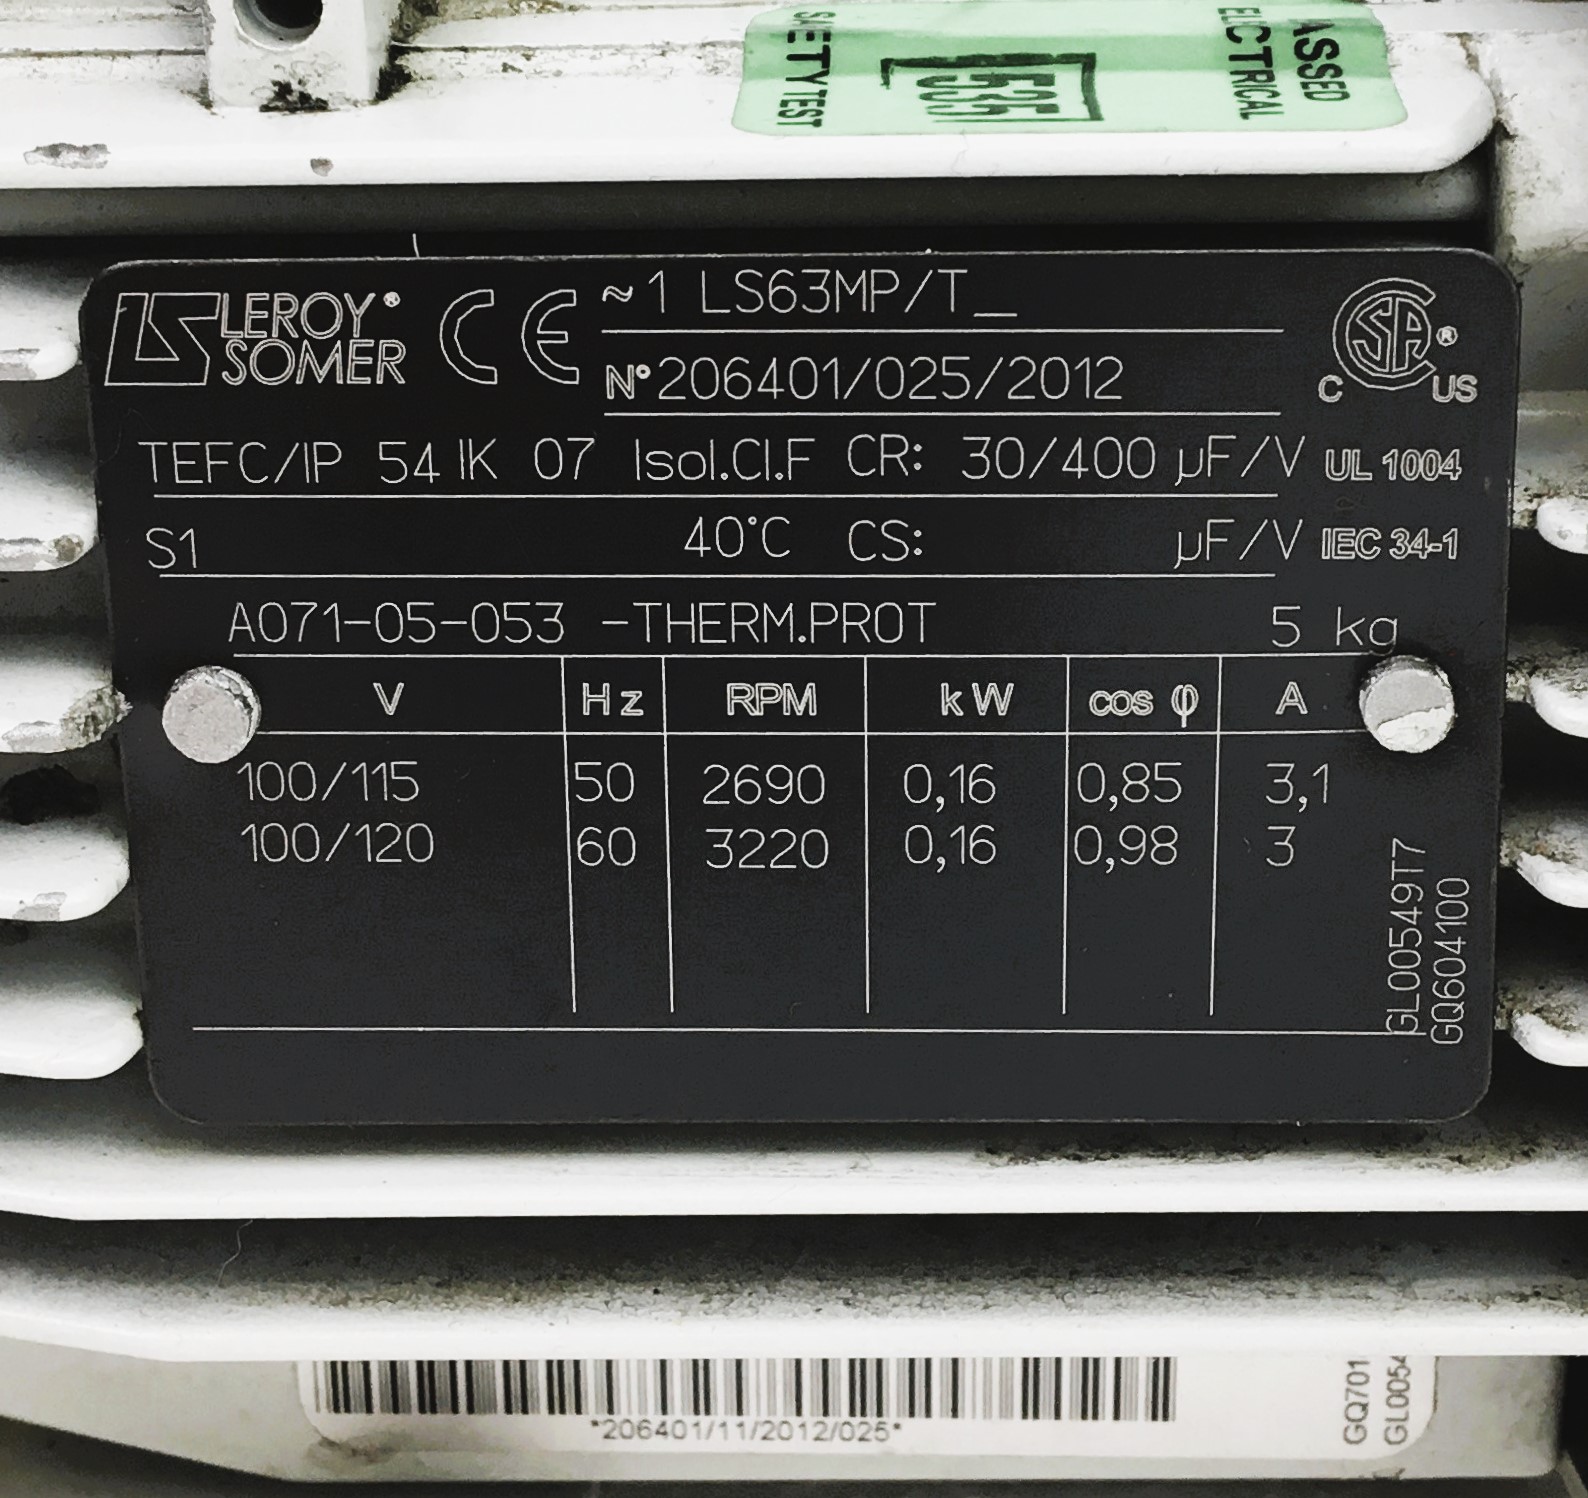 ASSED
ELECTRICAL
SAFETY TEST
LS LEROY®
SOMER
CE
~1 LS63MP/T_
N° 206401/025/2012
CSA®
C US
TEFC/IP 54 IK 07 Isol.Cl.F CR: 30/400 µF/V UL 1004
S1 40°C CS: µF/V IEC 34-1
A071-05-053 -THERM.PROT 5 kg
V Hz RPM kW cos φ A
100/115 50 2690 0,16 0,85 3,1
100/120 60 3220 0,16 0,98 3
GL00549T7
GQ604100
*206401/11/2012/025*
GQ701
GL0054